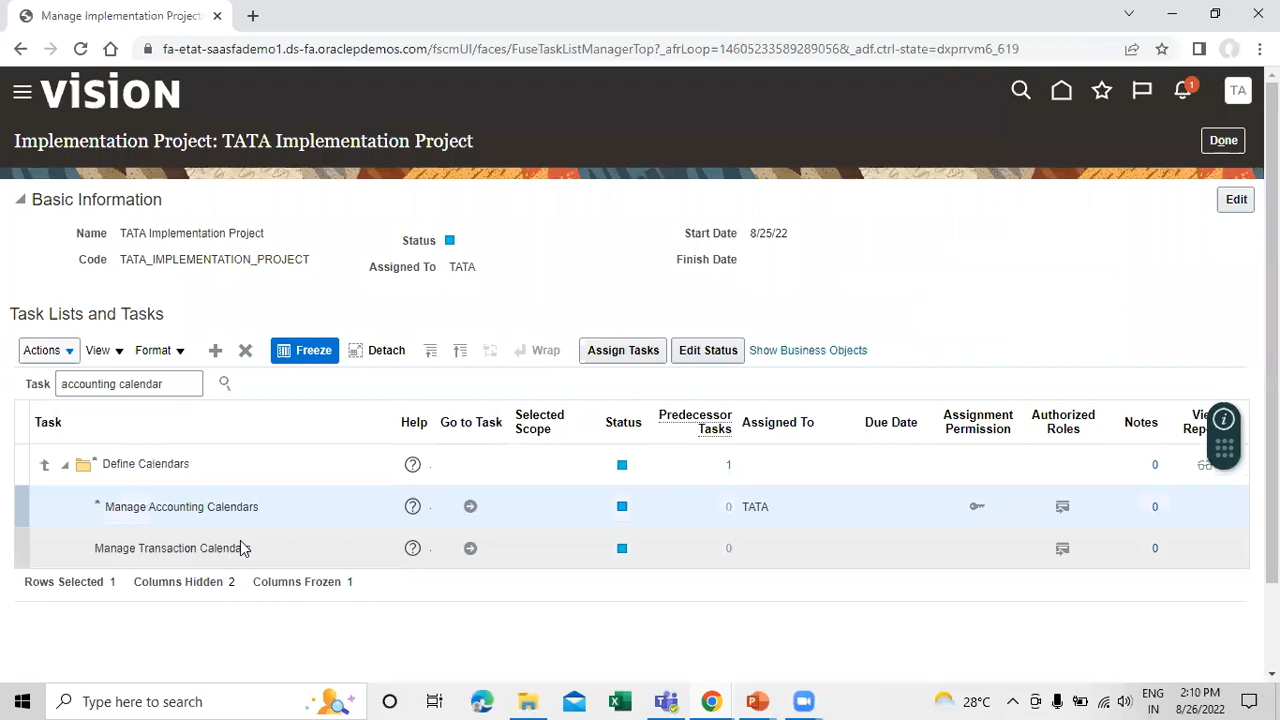 Manage Implementation Project:
fa-etat-saasfademo1.ds-fa.oraclepdemos.com/fscmUI/faces/FuseTaskListManagerTop?_afrLoop=14605233589289056&_adf.ctrl-state=dxprrvm6_619
VISION
1
TA
Implementation Project: TATA Implementation Project
Done
Basic Information
Edit
Name TATA Implementation Project
Status
Start Date 8/25/22
Code TATA_IMPLEMENTATION_PROJECT
Assigned To TATA
Finish Date
Task Lists and Tasks
Actions View Format Freeze Detach Wrap Assign Tasks Edit Status Show Business Objects
Task accounting calendar
Task Help Go to Task Selected Scope Status Predecessor Tasks Assigned To Due Date Assignment Permission Authorized Roles Notes
* Define Calendars 1 0
* Manage Accounting Calendars 0 TATA 0
Manage Transaction Calendars 0 0
Rows Selected 1 Columns Hidden 2 Columns Frozen 1
Type here to search
28°C
ENG
IN
2:10 PM
8/26/2022